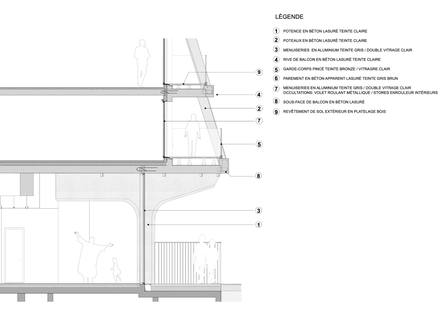 LÉGENDE
1 POTENCE EN BÉTON LASURÉ TEINTE CLAIRE
2 POTEAUX EN BÉTON LASURÉ TEINTE CLAIRE
3 MENUISERIES EN ALUMINIUM TEINTE GRIS / DOUBLE VITRAGE CLAIR
4 RIVE DE BALCON EN BÉTON LASURÉ TEINTE CLAIRE
5 GARDE-CORPS PINCÉ TEINTE BRONZE / VITRAGRE CLAIR
6 PAREMENT EN BÉTON APPARENT LASURÉ TEINTE GRIS BRUN
7 MENUISERIES EN ALUMINIUM TEINTE GRIS / DOUBLE VITRAGE CLAIR
OCCULTATIONS: VOLET ROULANT MÉTALLIQUE / STORES ENROULEUR INTÉRIEURS
8 SOUS-FACE DE BALCON EN BÉTON LASURÉ
9 REVÊTEMENT DE SOL EXTÉRIEUR EN PLATELAGE BOIS
9
4
2
7
5
8
3
1